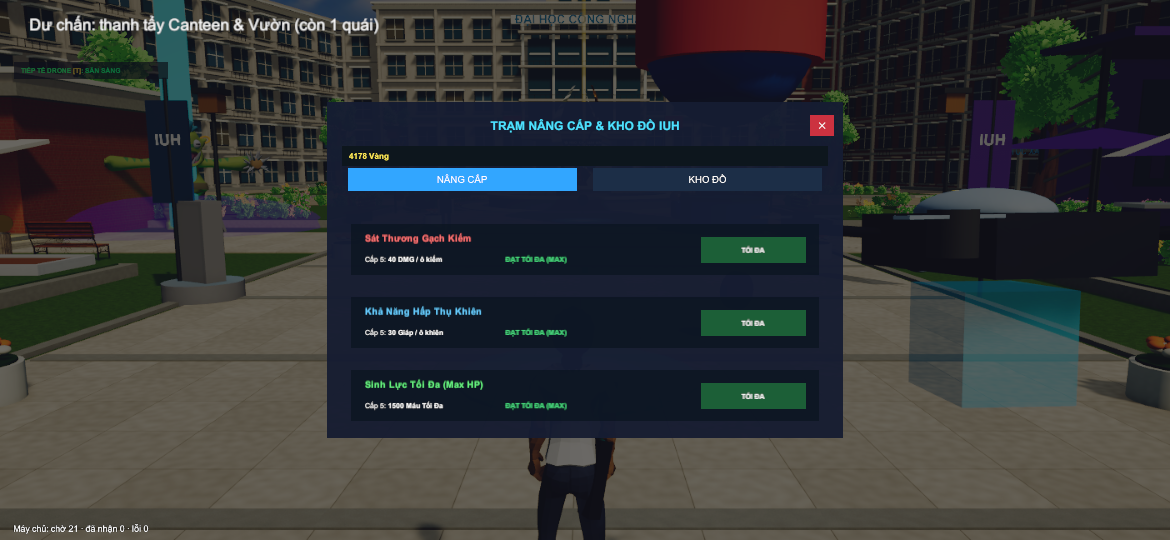 Dư chấn: thanh tẩy Canteen & Vườn (còn 1 quái)
ĐẠI HỌC CÔNG NGH
TIẾP TẾ DRONE [T]: SẴN SÀNG
IUH
IUH
TRẠM NÂNG CẤP & KHO ĐỒ IUH
✕
4178 Vàng
NÂNG CẤP
KHO ĐỒ
Sát Thương Gạch Kiếm
Cấp 5: 40 DMG / ô kiếm
ĐẠT TỐI ĐA (MAX)
TỐI ĐA
Khả Năng Hấp Thụ Khiên
Cấp 5: 30 Giáp / ô khiên
ĐẠT TỐI ĐA (MAX)
TỐI ĐA
Sinh Lực Tối Đa (Max HP)
Cấp 5: 1500 Máu Tối Đa
ĐẠT TỐI ĐA (MAX)
TỐI ĐA
Máy chủ: chờ 21 · đã nhận 0 · lỗi 0